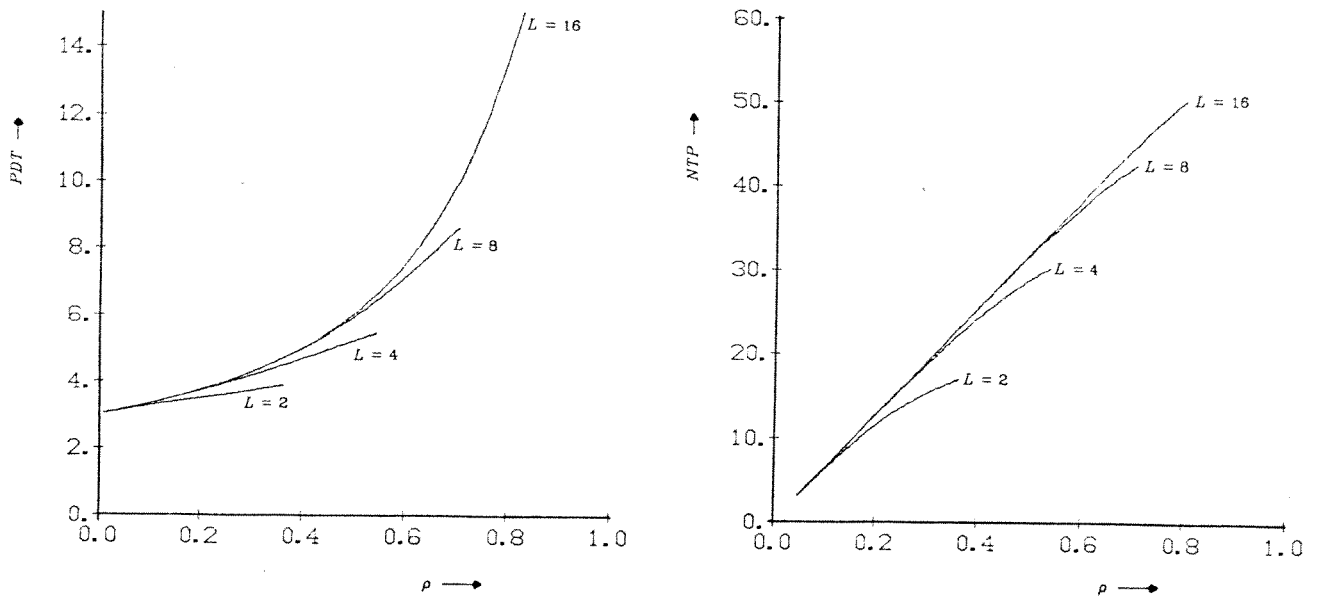 14.
12.
10.
8.
6.
4.
2.
0.
0.0 0.2 0.4 0.6 0.8 1.0
PDT
ρ
L = 16
L = 8
L = 4
L = 2
60.
50.
40.
30.
20.
10.
0.
0.0 0.2 0.4 0.6 0.8 1.0
NTP
ρ
L = 16
L = 8
L = 4
L = 2